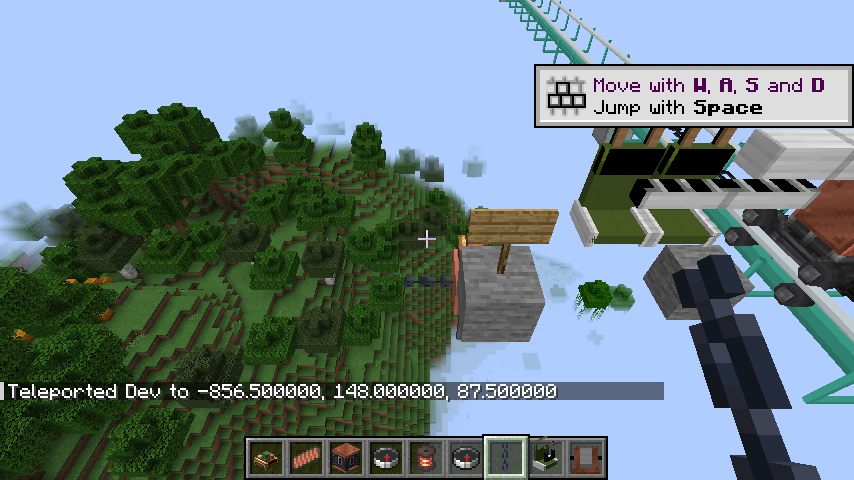 Move with W, A, S and D
Jump with Space
Teleported Dev to -856.500000, 148.000000, 87.500000